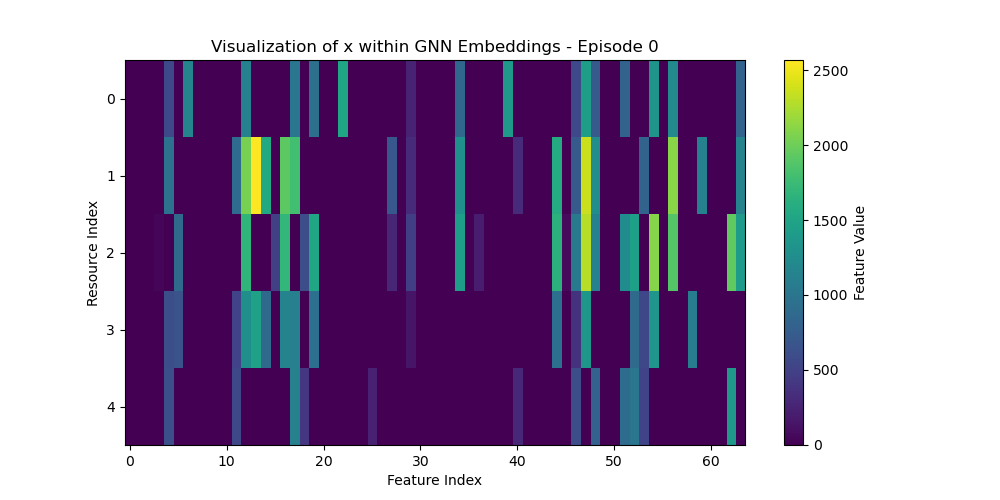 Visualization of x within GNN Embeddings - Episode 0
Resource Index
0
1
2
3
4
0 10 20 30 40 50 60
Feature Index
2500
2000
1500
1000
500
0
Feature Value